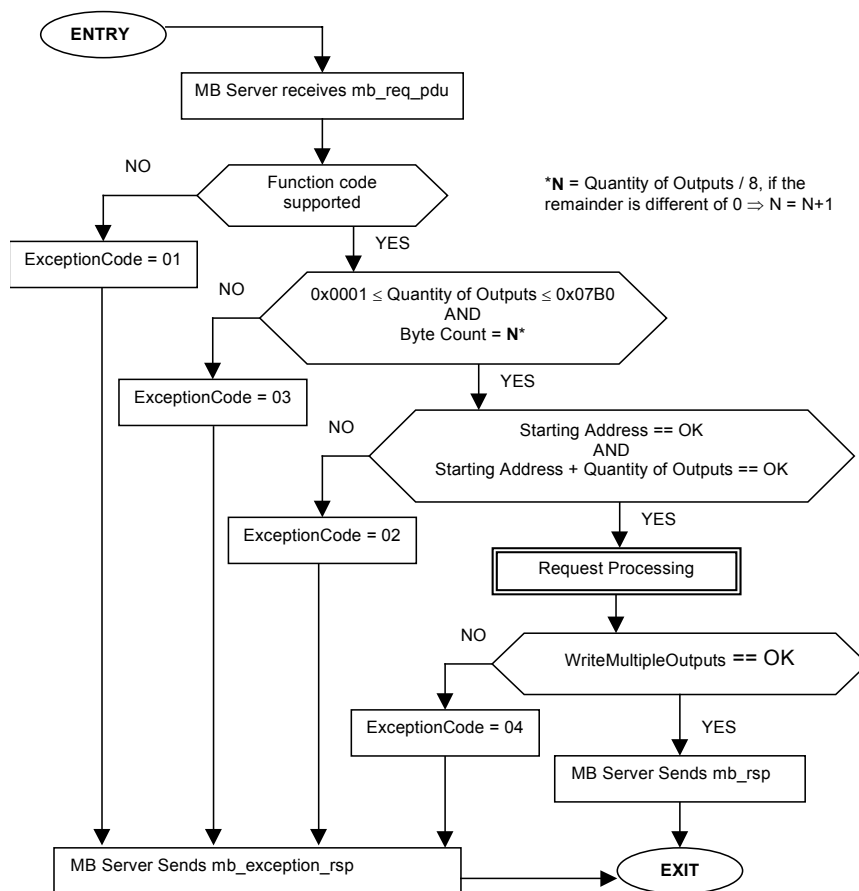 ENTRY
MB Server receives mb_req_pdu
NO
Function code
supported
*N = Quantity of Outputs / 8, if the
remainder is different of 0 ⇒ N = N+1
YES
ExceptionCode = 01
NO
0x0001 ≤ Quantity of Outputs ≤ 0x07B0
AND
Byte Count = N*
YES
ExceptionCode = 03
NO
Starting Address == OK
AND
Starting Address + Quantity of Outputs == OK
YES
ExceptionCode = 02
Request Processing
NO
WriteMultipleOutputs == OK
YES
ExceptionCode = 04
MB Server Sends mb_rsp
MB Server Sends mb_exception_rsp
EXIT